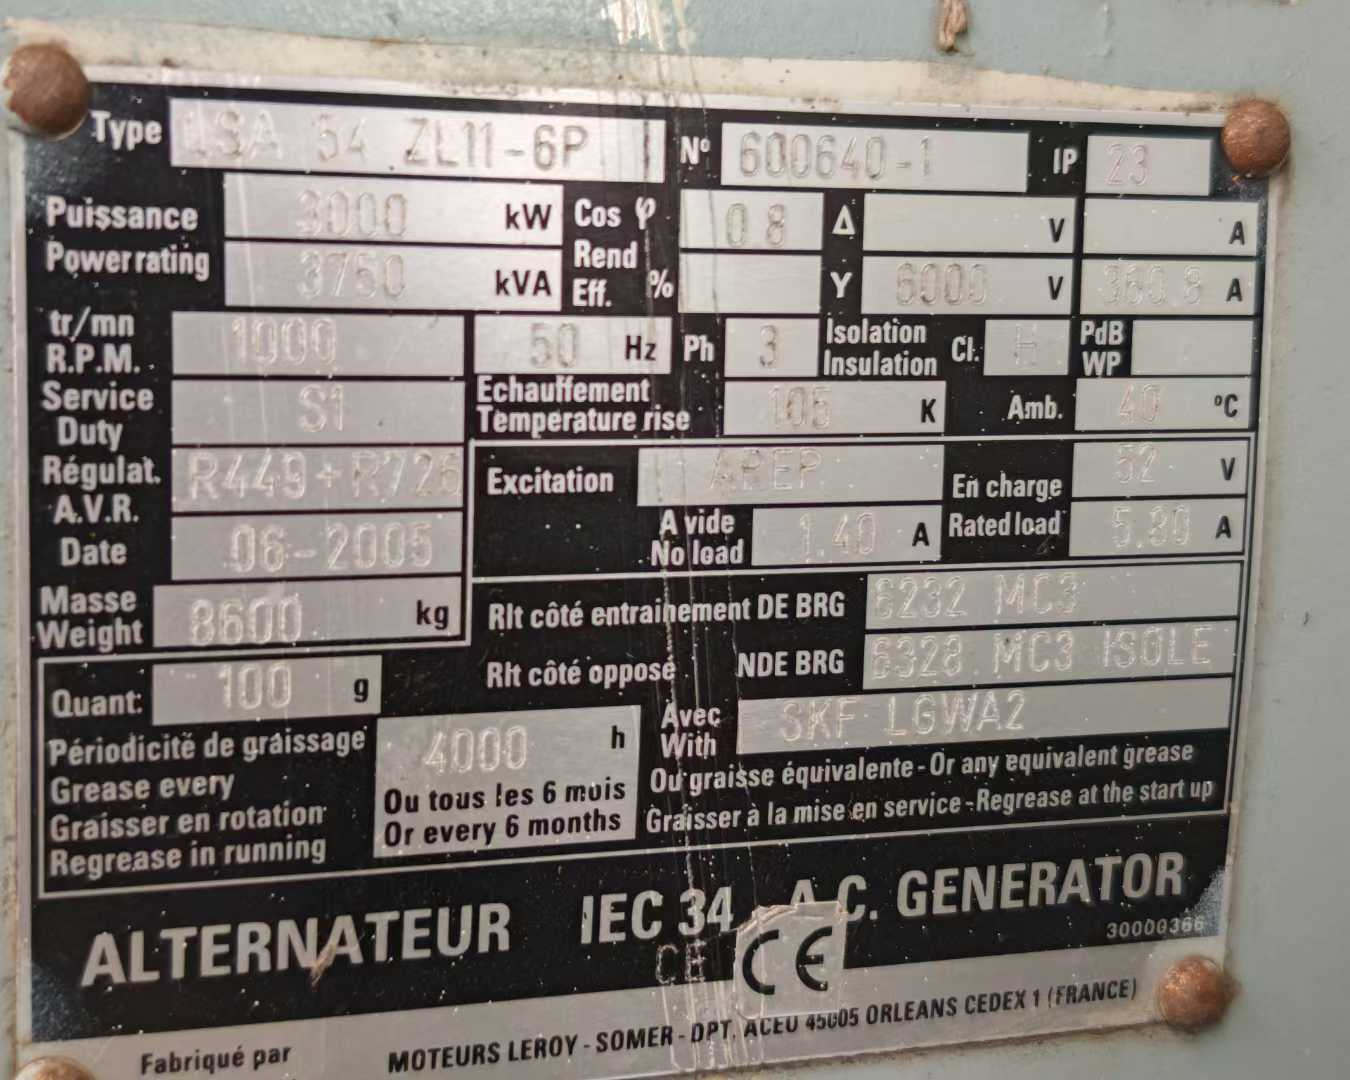 Type LSA 54 ZL11-6P N° 600640-1 IP 23
Puissance 3000 kW Cos φ 0.8 Δ V A
Power rating 3750 kVA Rend Eff. % Y 6000 V 360.8 A
tr/mn R.P.M. 1000 50 Hz Ph 3 Isolation Insulation Cl. H PdB WP
Service Duty S1 Echauffement Temperature rise 105 K Amb. 40 °C
Régulat. A.V.R. R449+R726 Excitation AREP En charge Rated load 52 V
Date 06-2005 A vide No load 1.40 A 5.80 A
Masse Weight 8600 kg Rlt côté entrainement DE BRG 6232 MC3
Rlt côté opposé NDE BRG 6328 MC3 ISOLE
Quant: 100 g Avec With SKF LGWA2
Périodicité de graissage 4000 h
Grease every Ou tous les 6 mois Ou graisse équivalente - Or any equivalent grease
Graisser en rotation Or every 6 months Graisser à la mise en service - Regrease at the start up
Regrease in running
ALTERNATEUR IEC 34 A.C. GENERATOR
30000366
CE CE
Fabriqué par MOTEURS LEROY - SOMER - DPT. ACEO 45005 ORLEANS CEDEX 1 (FRANCE)